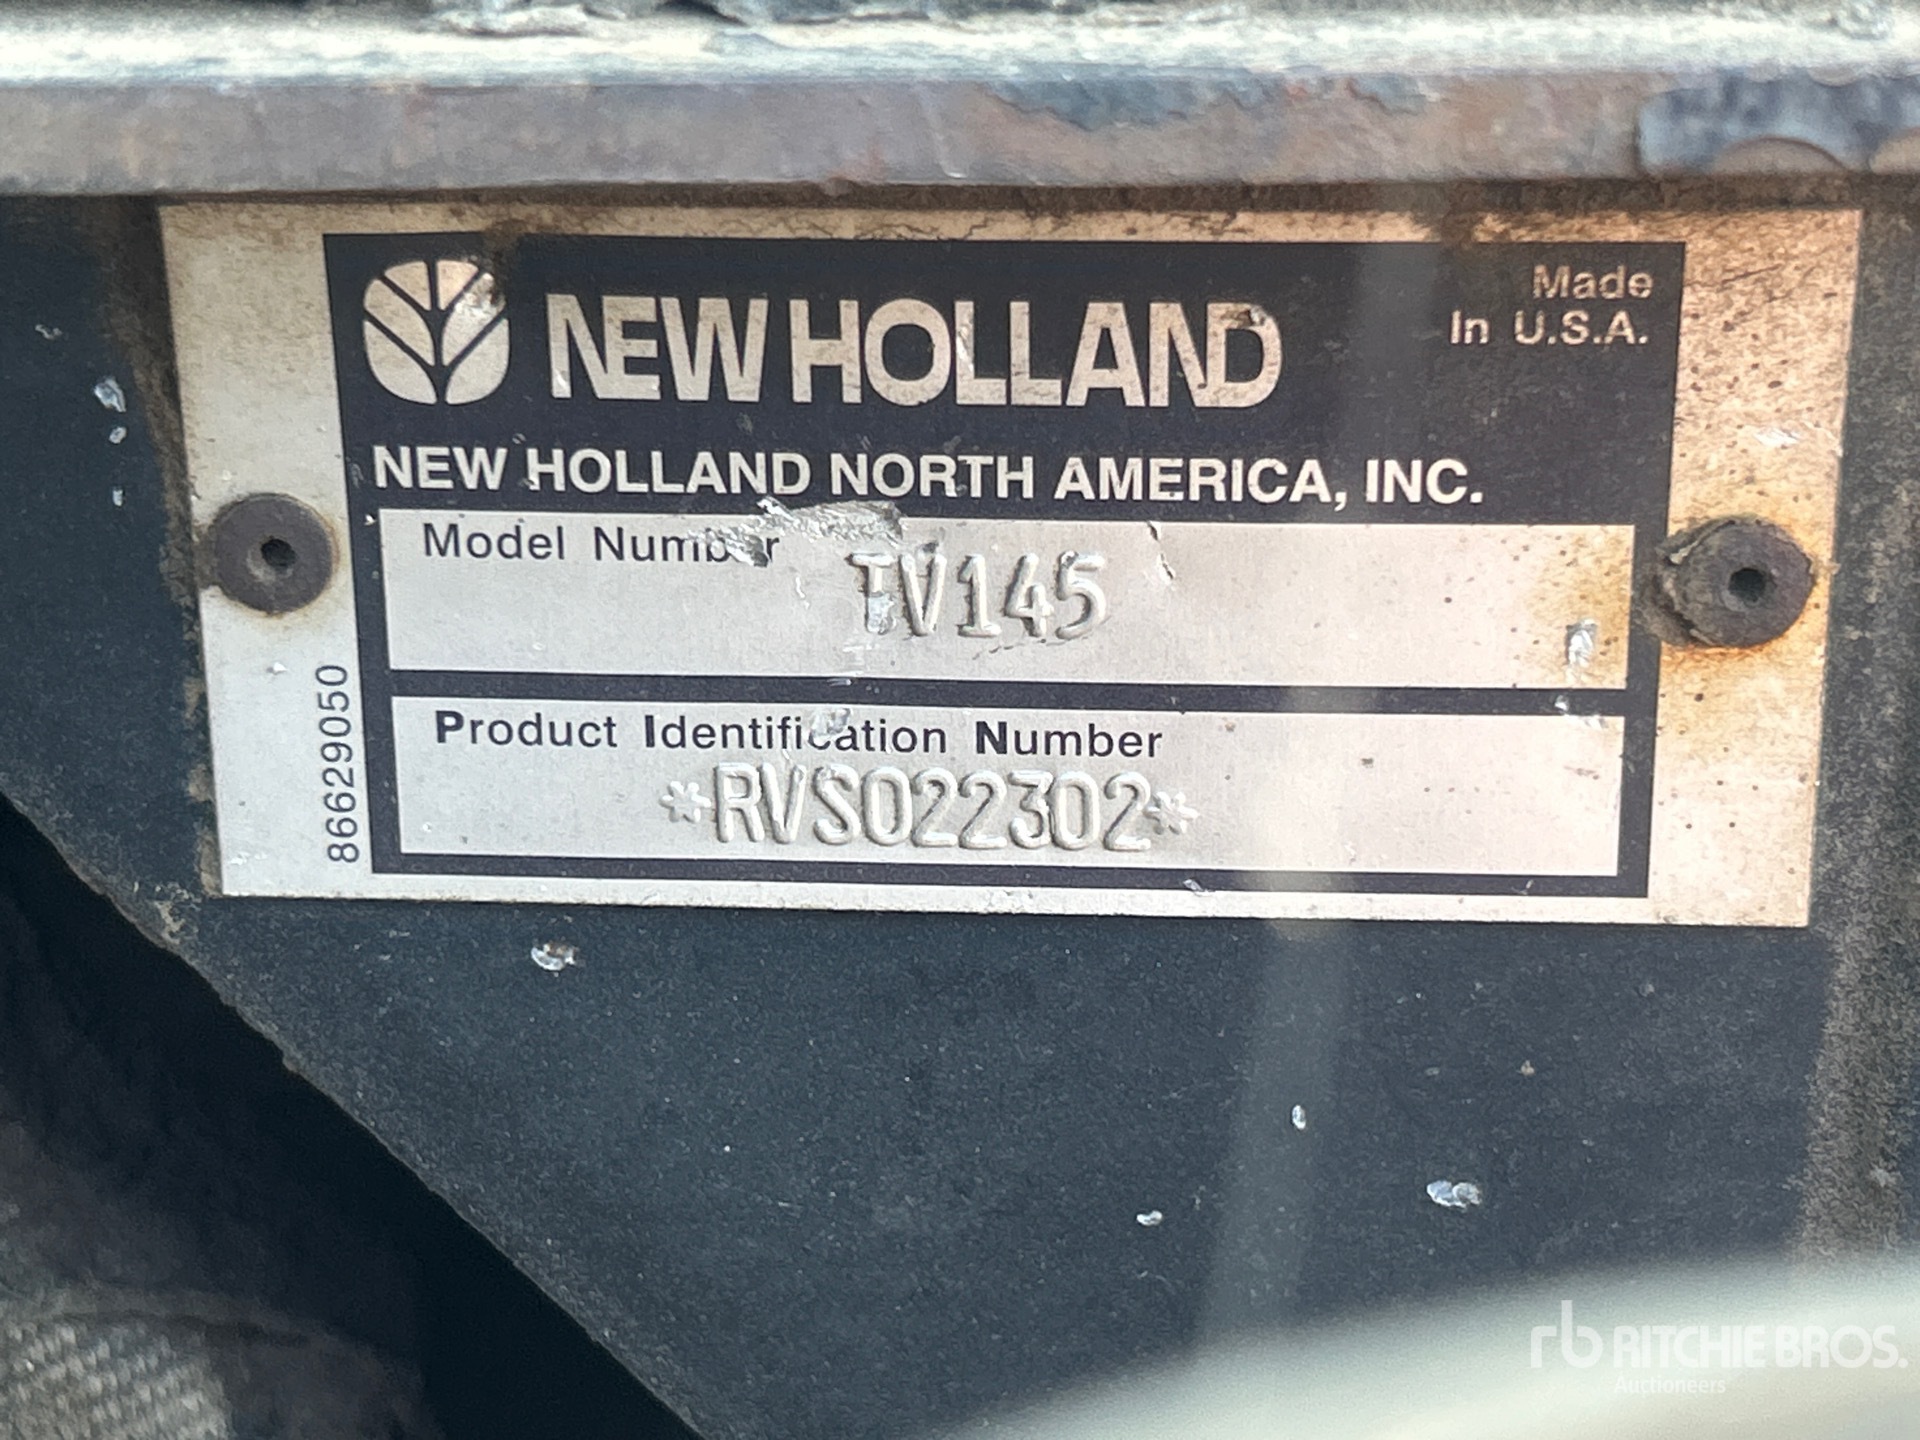 NEW HOLLAND
Made
In U.S.A.
NEW HOLLAND NORTH AMERICA, INC.
Model Number
TV145
Product Identification Number
*RVS022302*
86629050
rb RITCHIE BROS.
Auctioneers